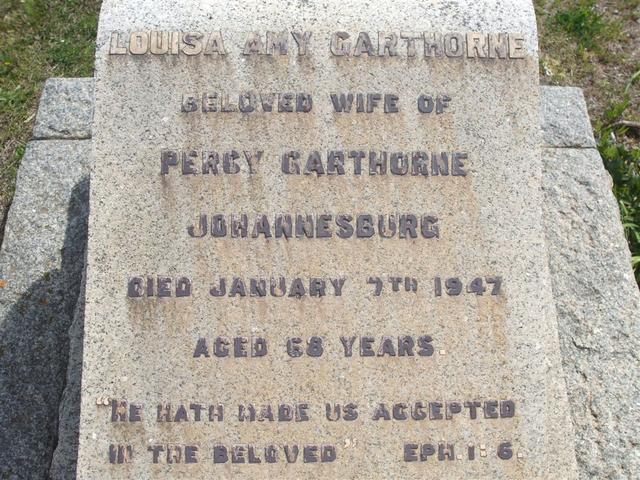 LOUISA AMY GARTHORNE
BELOVED WIFE OF
PERCY GARTHORNE
JOHANNESBURG
DIED JANUARY 7TH 1947
AGED 68 YEARS.
"HE HATH MADE US ACCEPTED
IN THE BELOVED" EPH. 1: 6.